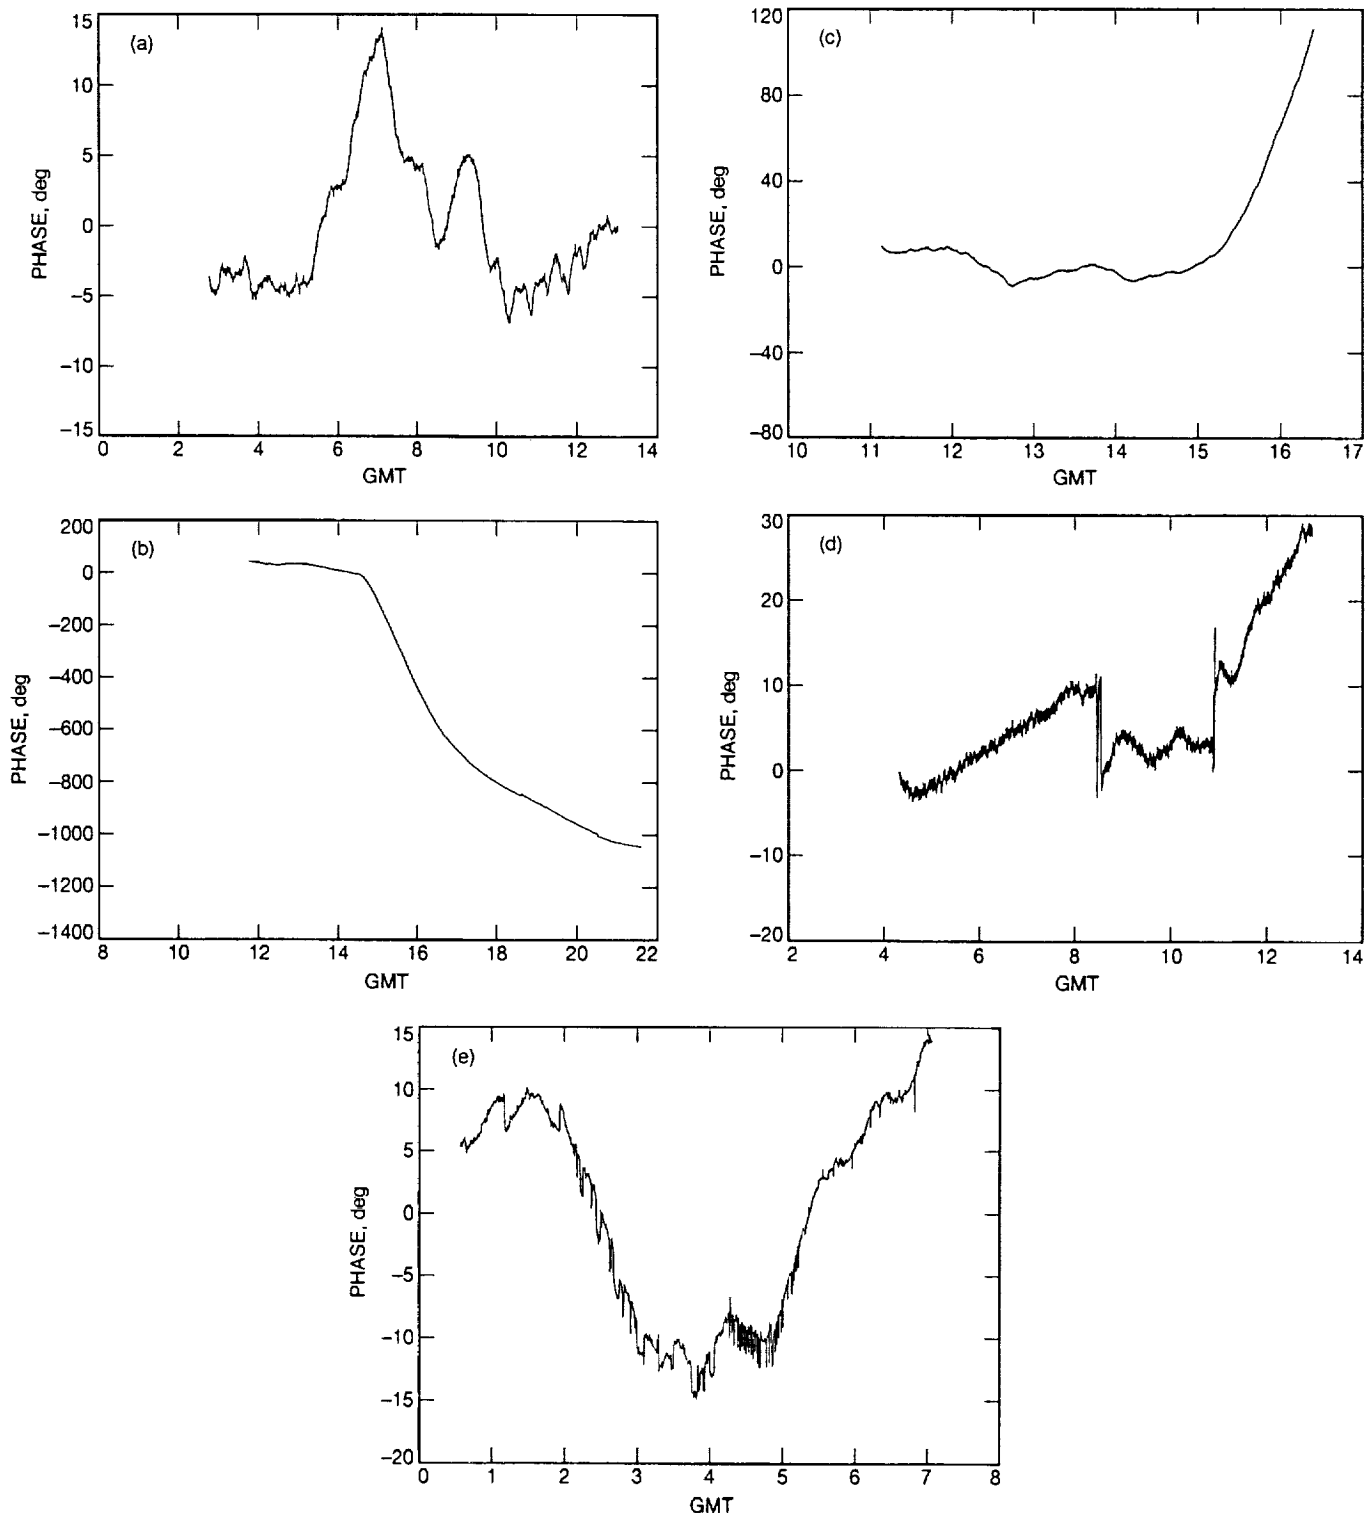 (a)
PHASE, deg
15
10
5
0
−5
−10
−15
0 2 4 6 8 10 12 14
GMT
(c)
PHASE, deg
120
80
40
0
−40
−80
10 11 12 13 14 15 16 17
GMT
(b)
PHASE, deg
200
0
−200
−400
−600
−800
−1000
−1200
−1400
8 10 12 14 16 18 20 22
GMT
(d)
PHASE, deg
30
20
10
0
−10
−20
2 4 6 8 10 12 14
GMT
(e)
PHASE, deg
15
10
5
0
−5
−10
−15
−20
0 1 2 3 4 5 6 7 8
GMT